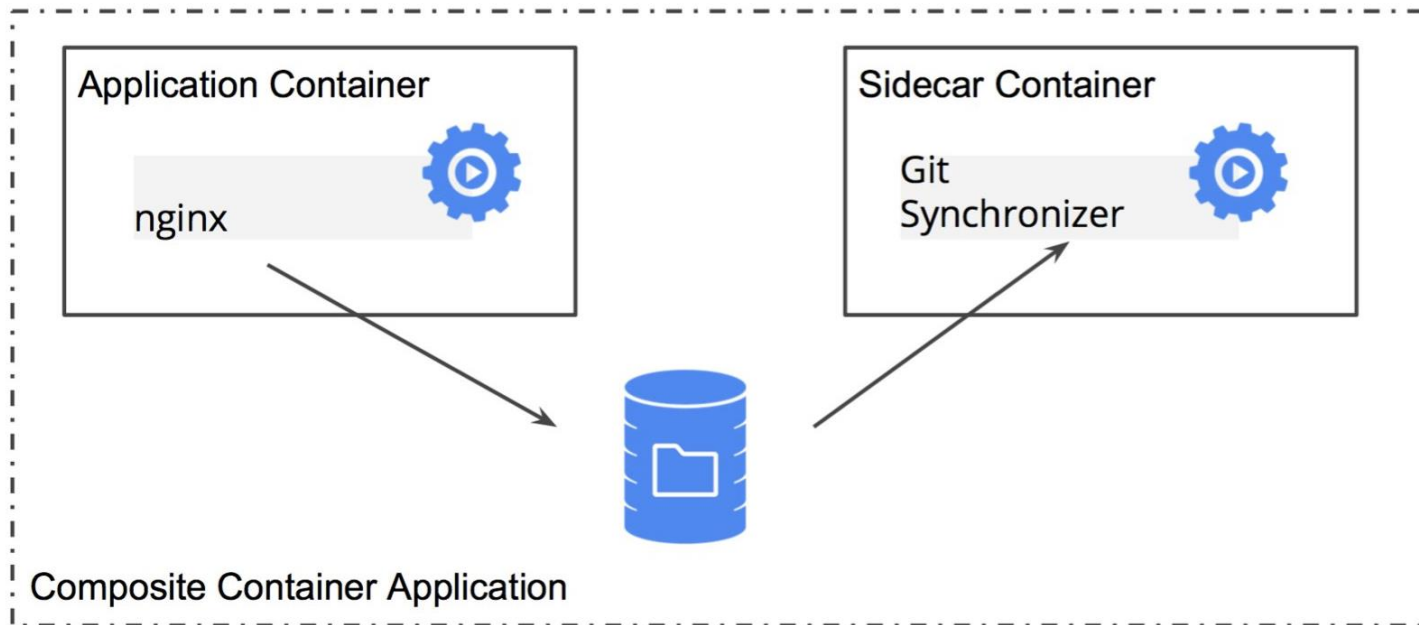 Application Container
nginx
Sidecar Container
Git
Synchronizer
Composite Container Application